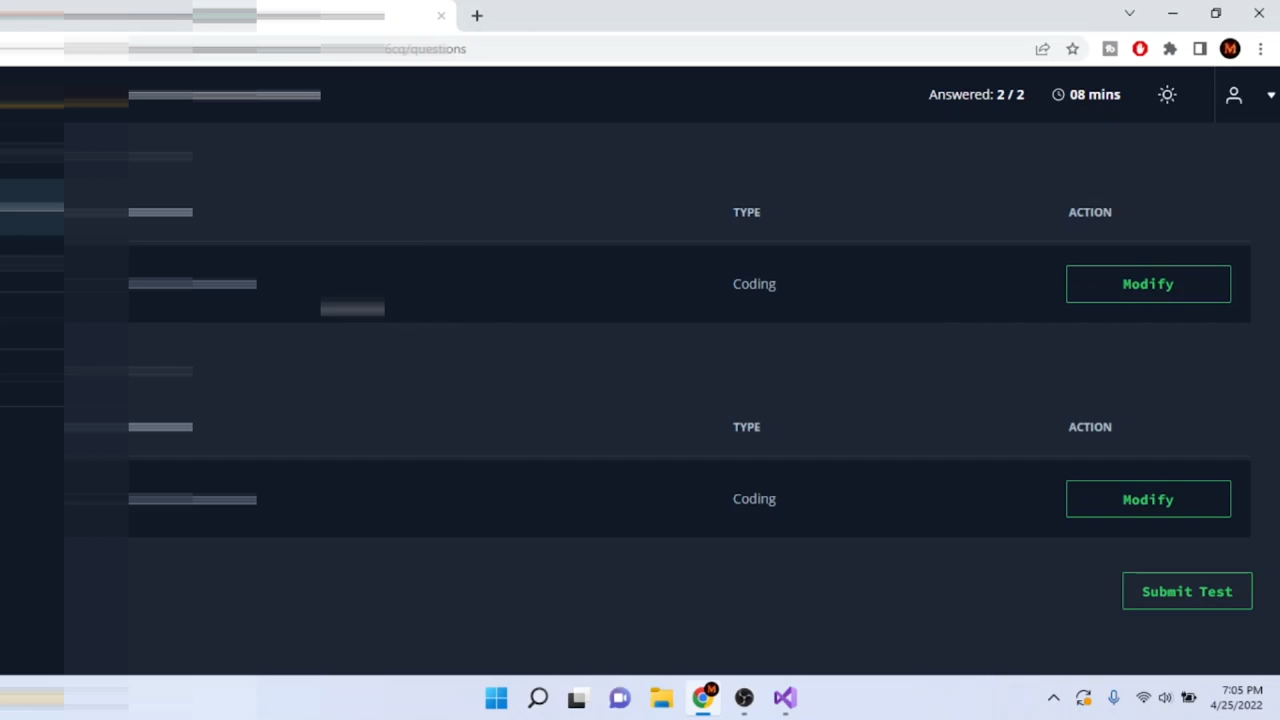 6cq/questions
Answered: 2 / 2 08 mins
TYPE ACTION
Coding Modify
TYPE ACTION
Coding Modify
Submit Test
7:05 PM
4/25/2022